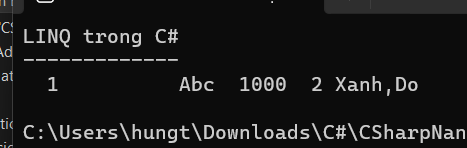 LINQ trong C#
-------------
1 Abc 1000 2 Xanh,Do
C:\Users\hungt\Downloads\C#\CSharpNan